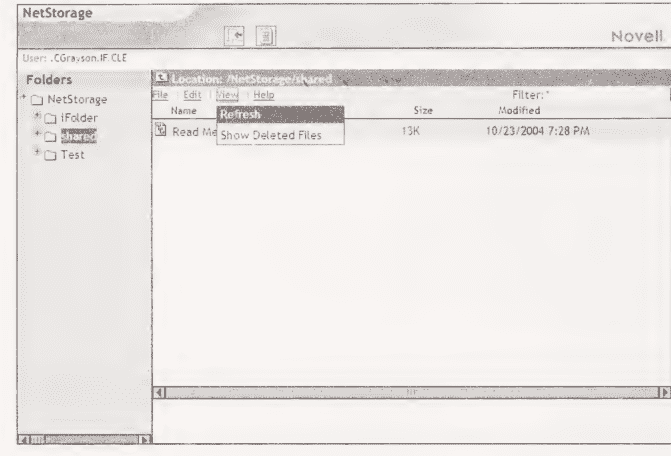 NetStorage
Novell
User: .CGrayson.IF.CLE
Folders
NetStorage
iFolder
shared
Test
Location: /NetStorage/shared
File | Edit | View | Help
Filter: *
Name Size Modified
Read Me 13K 10/23/2004 7:28 PM
Refresh
Show Deleted Files